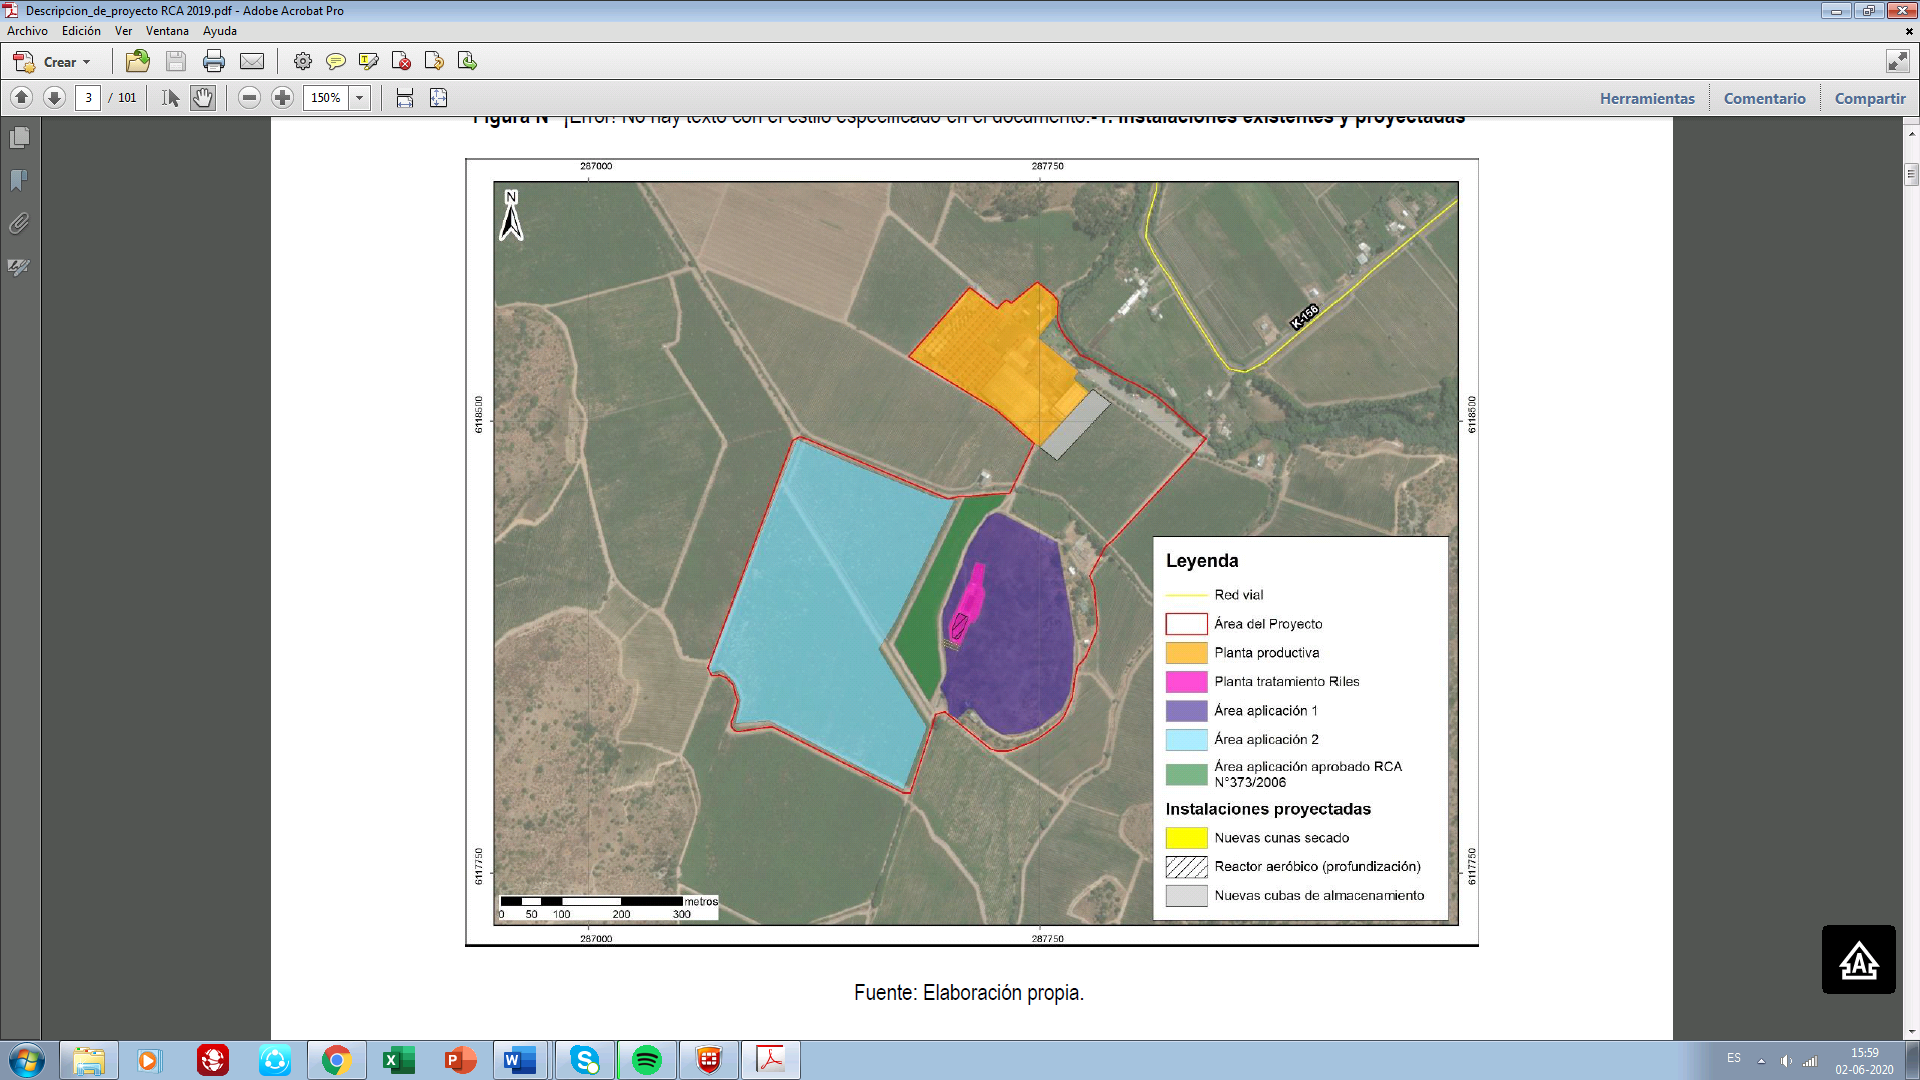 Descripcion_de_proyecto RCA 2019.pdf - Adobe Acrobat Pro
Archivo Edición Ver Ventana Ayuda
Crear
3 / 101 150% Herramientas Comentario Compartir
Figura N° ¡Error! No hay texto con el estilo especificado en el documento.-1. Instalaciones existentes y proyectadas
287000 287750
N
K-156
6118500 6118500
Leyenda
Red vial
Área del Proyecto
Planta productiva
Planta tratamiento Riles
Área aplicación 1
Área aplicación 2
Área aplicación aprobado RCA
N°373/2006
Instalaciones proyectadas
Nuevas cunas secado
Reactor aeróbico (profundización)
Nuevas cubas de almacenamiento
6117750 6117750
metros
0 50 100 200 300
287000 287750
Fuente: Elaboración propia.
ES
15:59
02-06-2020